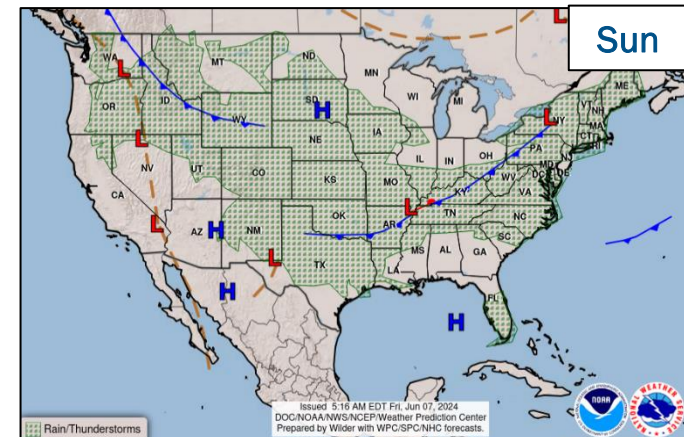 Sun
L
WA
L
MT
ND
MN
ME
OR
ID
WY
SD
H
WI
MI
L
NY
VT
NH
MA
CT
RI
L
NV
UT
CO
NE
IA
IL
IN
OH
PA
NJ
MD
DE
DC
WV
VA
KS
MO
KY
CA
L
AZ
H
NM
OK
AR
L
TN
NC
SC
L
TX
LA
MS
AL
GA
FL
H
H
Issued 5:16 AM EDT Fri, Jun 07, 2024
DOC/NOAA/NWS/NCEP/Weather Prediction Center
Prepared by Wilder with WPC/SPC/NHC forecasts.
Rain/Thunderstorms
NOAA
NATIONAL WEATHER SERVICE